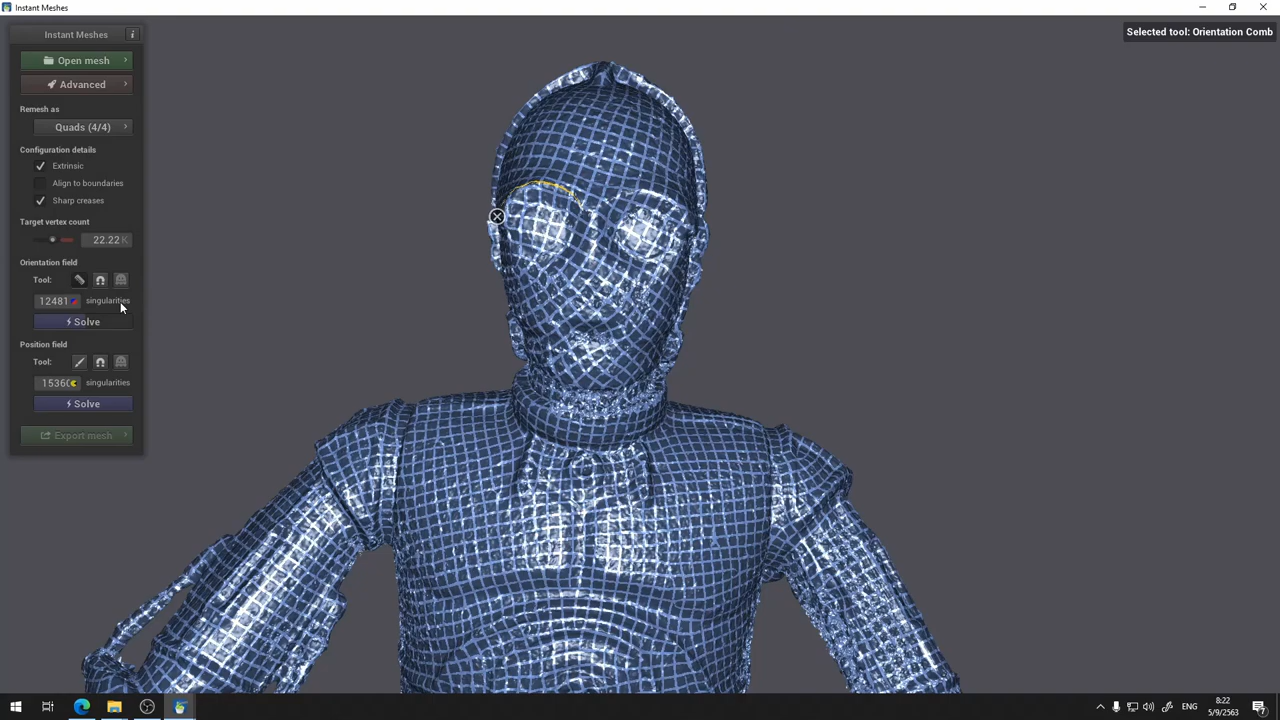 Instant Meshes
Selected tool: Orientation Comb
Instant Meshes
Open mesh
Advanced
Remesh as
Quads (4/4)
Configuration details
Extrinsic
Align to boundaries
Sharp creases
Target vertex count
22.22 K
Orientation field
Tool:
12481 singularities
Solve
Position field
Tool:
1536 singularities
Solve
Export mesh
ENG
8:22
5/9/2563